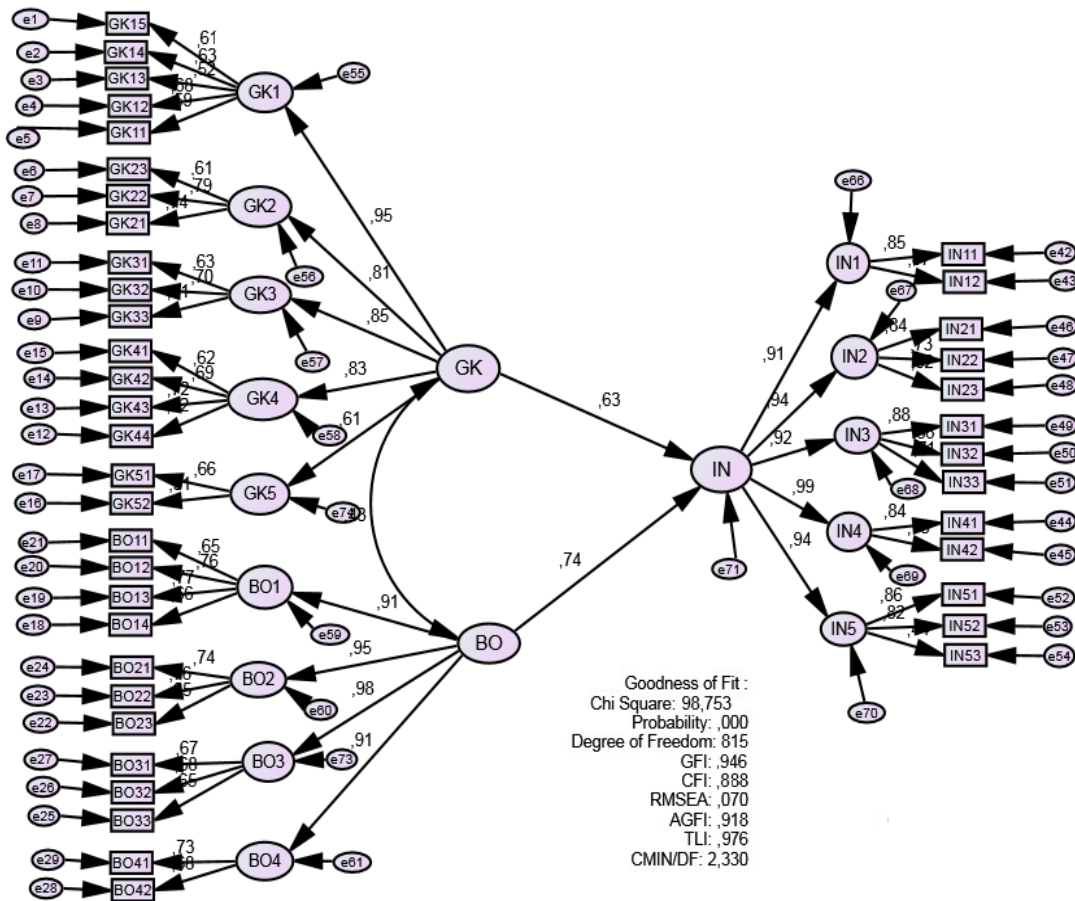 e1 GK15 ,61
e2 GK14 ,63
e3 GK13 ,52
e4 GK12 ,68
e5 GK11 ,59
GK1 e55
e6 GK23 ,61
e7 GK22 ,79
e8 GK21
GK2 e56
,95
,81
e11 GK31 ,63
e10 GK32 ,70
e9 GK33
GK3 e57
,85
e15 GK41 ,62
e14 GK42 ,69
e13 GK43
e12 GK44
GK4 e58
,83
,61
GK
e17 GK51 ,66
e16 GK52
GK5
e21 BO11 ,65
e20 BO12 ,76
e19 BO13 ,77
e18 BO14
BO1 e59
,91
e24 BO21 ,74
e23 BO22
e22 BO23
BO2 e60
,95
BO
e27 BO31 ,67
e26 BO32 ,68
e25 BO33 ,65
BO3 e73
,98
e29 BO41 ,73
e28 BO42 ,68
BO4 e61
,91
,63
,74
IN
e71
e66
IN1 ,85 IN11 e42
IN12 e43
,91
e67
IN2 ,84 IN21 e46
,73 IN22 e47
IN23 e48
,94
IN3 ,88 IN31 e49
IN32 e50
IN33 e51
e68
,92
IN4 ,84 IN41 e44
IN42 e45
e69
,99
IN5 ,86 IN51 e52
,82 IN52 e53
IN53 e54
e70
,94
Goodness of Fit :
Chi Square: 98,753
Probability: ,000
Degree of Freedom: 815
GFI: ,946
CFI: ,888
RMSEA: ,070
AGFI: ,918
TLI: ,976
CMIN/DF: 2,330